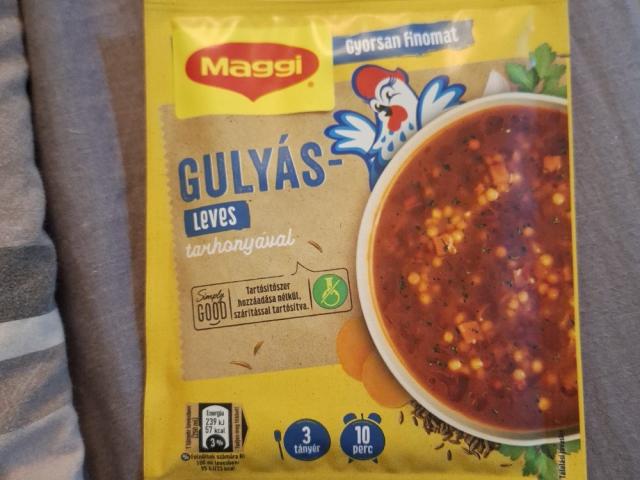 Maggi
Gyorsan finomat
GULYÁS-
leves
tarhonyával
Simply
GOOD
Tartósítószer
hozzáadása nélkül,
szárítással tartósítva.
Energia
239 kJ
57 kcal
3%
3
tányér
10
perc